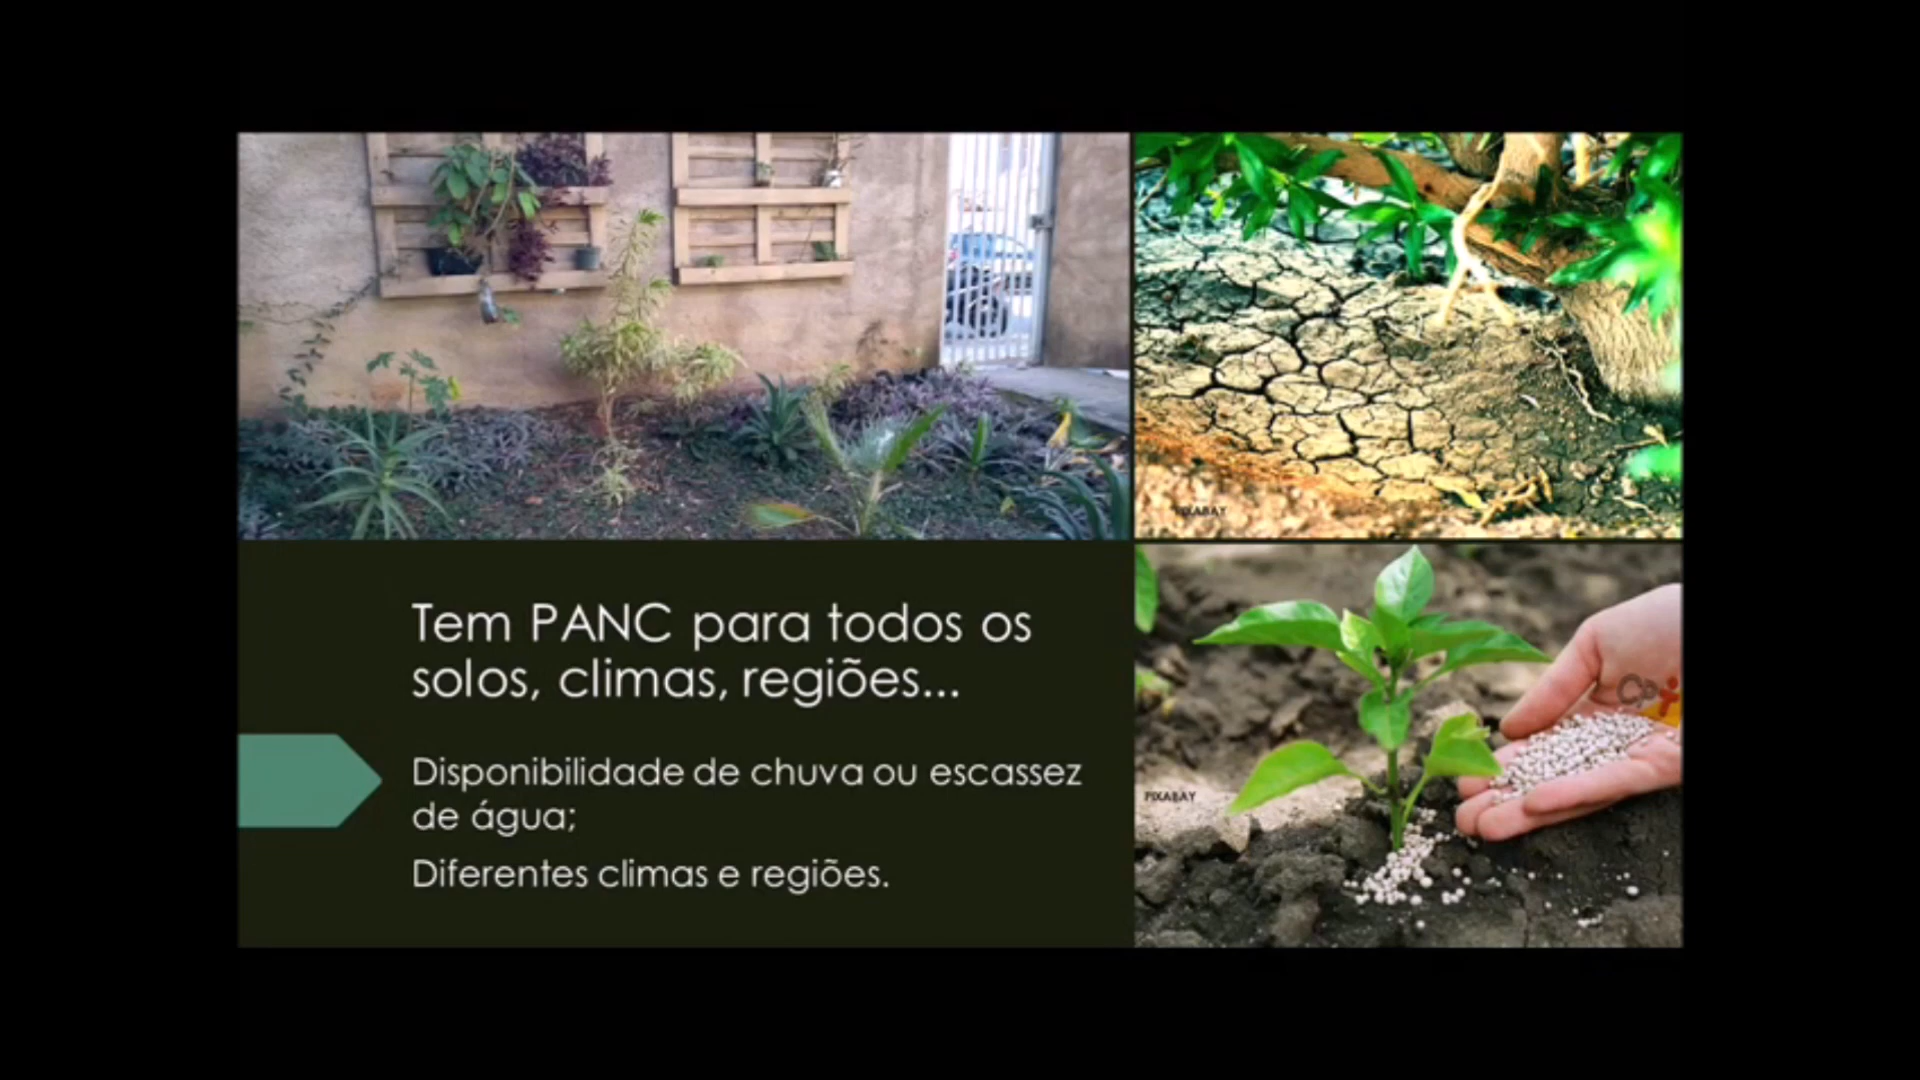 PIXABAY
Tem PANC para todos os
solos, climas, regiões...
Disponibilidade de chuva ou escassez
de água;
Diferentes climas e regiões.
PIXABAY